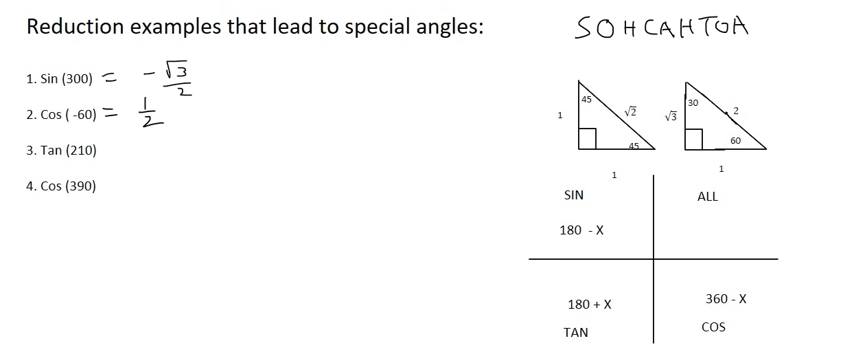 Reduction examples that lead to special angles:
SOHCAHTOA
1. Sin (300) = -√3/2
2. Cos ( -60) = 1/2
3. Tan (210)
4. Cos (390)
45
1
√2
45
1
30
√3
2
60
1
SIN
ALL
180 - X
180 + X
360 - X
TAN
COS